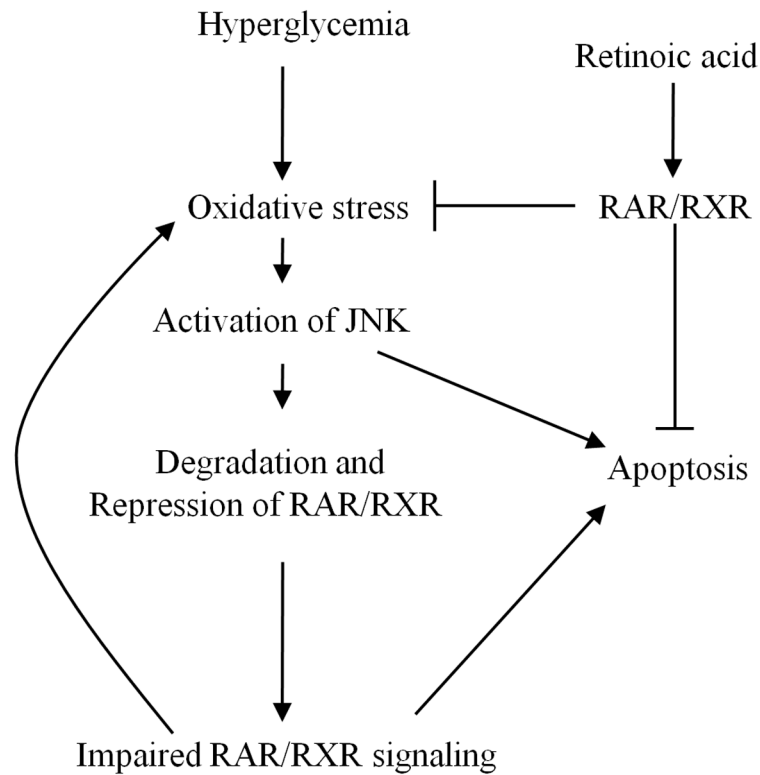 Hyperglycemia
Retinoic acid
Oxidative stress
RAR/RXR
Activation of JNK
Degradation and
Repression of RAR/RXR
Apoptosis
Impaired RAR/RXR signaling